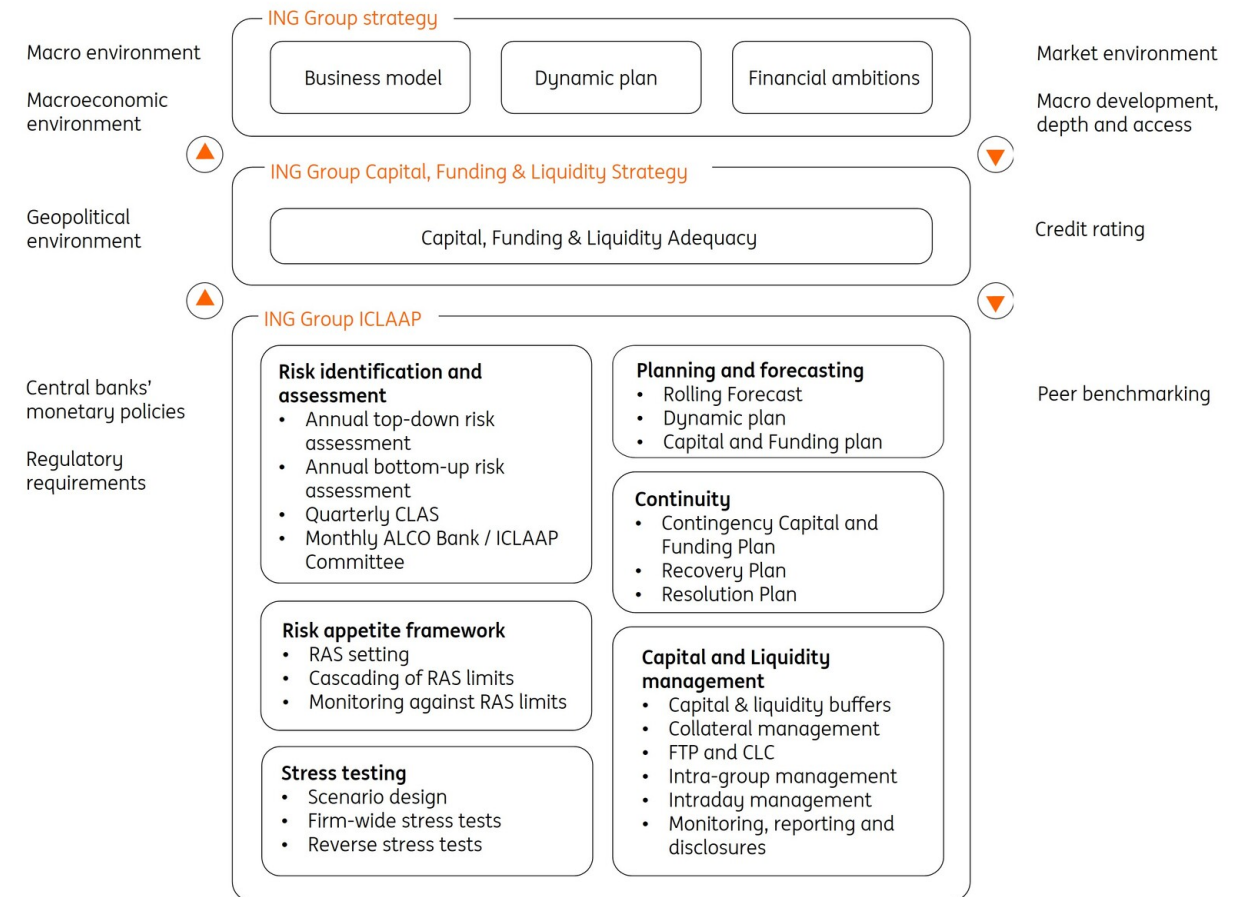 ING Group strategy
Macro environment
Macroeconomic
environment
Business model
Dynamic plan
Financial ambitions
Market environment
Macro development,
depth and access
ING Group Capital, Funding & Liquidity Strategy
Geopolitical
environment
Capital, Funding & Liquidity Adequacy
Credit rating
ING Group ICLAAP
Central banks’
monetary policies
Regulatory
requirements
Risk identification and
assessment
• Annual top-down risk
assessment
• Annual bottom-up risk
assessment
• Quarterly CLAS
• Monthly ALCO Bank / ICLAAP
Committee
Risk appetite framework
• RAS setting
• Cascading of RAS limits
• Monitoring against RAS limits
Stress testing
• Scenario design
• Firm-wide stress tests
• Reverse stress tests
Planning and forecasting
• Rolling Forecast
• Dynamic plan
• Capital and Funding plan
Continuity
• Contingency Capital and
Funding Plan
• Recovery Plan
• Resolution Plan
Capital and Liquidity
management
• Capital & liquidity buffers
• Collateral management
• FTP and CLC
• Intra-group management
• Intraday management
• Monitoring, reporting and
disclosures
Peer benchmarking